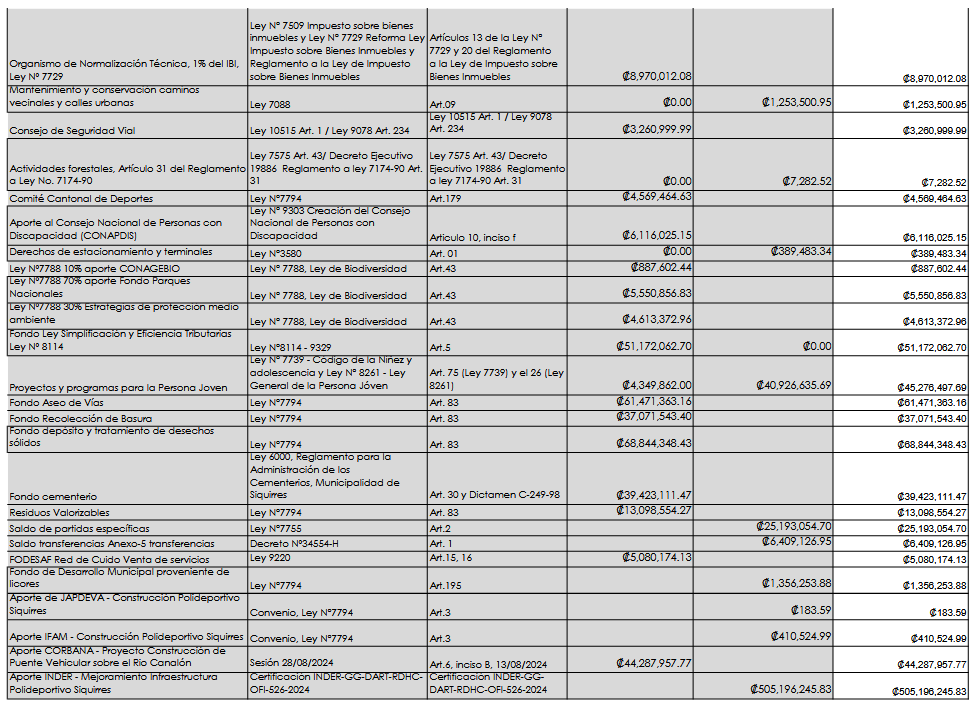 Organismo de Normalización Técnica, 1% del IBI,
Ley Nº 7729
Ley Nº 7509 Impuesto sobre bienes
inmuebles y Ley Nº 7729 Reforma Ley
Impuesto sobre Bienes Inmuebles y
Reglamento a la Ley de Impuesto
sobre Bienes Inmuebles
Artículos 13 de la Ley Nº
7729 y 20 del Reglamento
a la Ley de Impuesto sobre
Bienes Inmuebles
₡8,970,012.08
₡8,970,012.08
Mantenimiento y conservación caminos
vecinales y calles urbanas
Ley 7088
Art.09
₡0.00
₡1,253,500.95
₡1,253,500.95
Consejo de Seguridad Vial
Ley 10515 Art. 1 / Ley 9078 Art. 234
Ley 10515 Art. 1 / Ley 9078
Art. 234
₡3,260,999.99
₡3,260,999.99
Actividades forestales, Artículo 31 del Reglamento
a Ley No. 7174-90
Ley 7575 Art. 43/ Decreto Ejecutivo
19886 Reglamento a ley 7174-90 Art.
31
Ley 7575 Art. 43/ Decreto
Ejecutivo 19886 Reglamento
a ley 7174-90 Art. 31
₡0.00
₡7,282.52
₡7,282.52
Comité Cantonal de Deportes
Ley Nº7794
Art.179
₡4,569,464.63
₡4,569,464.63
Aporte al Consejo Nacional de Personas con
Discapacidad (CONAPDIS)
Ley Nº 9303 Creación del Consejo
Nacional de Personas con
Discapacidad
Articulo 10, inciso f
₡6,116,025.15
₡6,116,025.15
Derechos de estacionamiento y terminales
Ley Nº3580
Art. 01
₡0.00
₡389,483.34
₡389,483.34
Ley Nº7788 10% aporte CONAGEBIO
Ley Nº 7788, Ley de Biodiversidad
Art.43
₡887,602.44
₡887,602.44
Ley Nº7788 70% aporte Fondo Parques
Nacionales
Ley Nº 7788, Ley de Biodiversidad
Art.43
₡5,550,856.83
₡5,550,856.83
Ley Nº7788 30% Estrategias de protección medio
ambiente
Ley Nº 7788, Ley de Biodiversidad
Art.43
₡4,613,372.96
₡4,613,372.96
Fondo Ley Simplificación y Eficiencia Tributarias
Ley Nº 8114
Ley Nº8114 - 9329
Art.5
₡51,172,062.70
₡0.00
₡51,172,062.70
Proyectos y programas para la Persona Joven
Ley Nº 7739 - Código de la Niñez y
adolescencia y Ley Nº 8261 - Ley
General de la Persona Jóven
Art. 75 (Ley 7739) y el 26 (Ley
8261)
₡4,349,862.00
₡40,926,635.69
₡45,276,497.69
Fondo Aseo de Vías
Ley Nº7794
Art. 83
₡61,471,363.16
₡61,471,363.16
Fondo Recolección de Basura
Ley Nº7794
Art. 83
₡37,071,543.40
₡37,071,543.40
Fondo depósito y tratamiento de desechos
sólidos
Ley Nº7794
Art. 83
₡68,844,348.43
₡68,844,348.43
Fondo cementerio
Ley 6000, Reglamento para la
Administración de los
Cementerios, Municipalidad de
Siquirres
Art. 30 y Dictamen C-249-98
₡39,423,111.47
₡39,423,111.47
Residuos Valorizables
Ley Nº7794
Art. 83
₡13,098,554.27
₡13,098,554.27
Saldo de partidas específicas
Ley Nº7755
Art.2
₡25,193,054.70
₡25,193,054.70
Saldo transferencias Anexo-5 transferencias
Decreto Nº34554-H
Art. 1
₡6,409,126.95
₡6,409,126.95
FODESAF Red de Cuido Venta de servicios
Ley 9220
Art.15, 16
₡5,080,174.13
₡5,080,174.13
Fondo de Desarrollo Municipal proveniente de
licores
Ley Nº7794
Art.195
₡1,356,253.88
₡1,356,253.88
Aporte de JAPDEVA - Construcción Polideportivo
Siquirres
Convenio, Ley Nº7794
Art.3
₡183.59
₡183.59
Aporte IFAM - Construcción Polideportivo Siquirres
Convenio, Ley Nº7794
Art.3
₡410,524.99
₡410,524.99
Aporte CORBANA - Proyecto Construcción de
Puente Vehicular sobre el Río Canalón
Sesión 28/08/2024
Art.6, inciso B, 13/08/2024
₡44,287,957.77
₡44,287,957.77
Aporte INDER - Mejoramiento Infraestructura
Polideportivo Siquirres
Certificación INDER-GG-DART-RDHC-
OFI-526-2024
Certificación INDER-GG-
DART-RDHC-OFI-526-2024
₡505,196,245.83
₡505,196,245.83